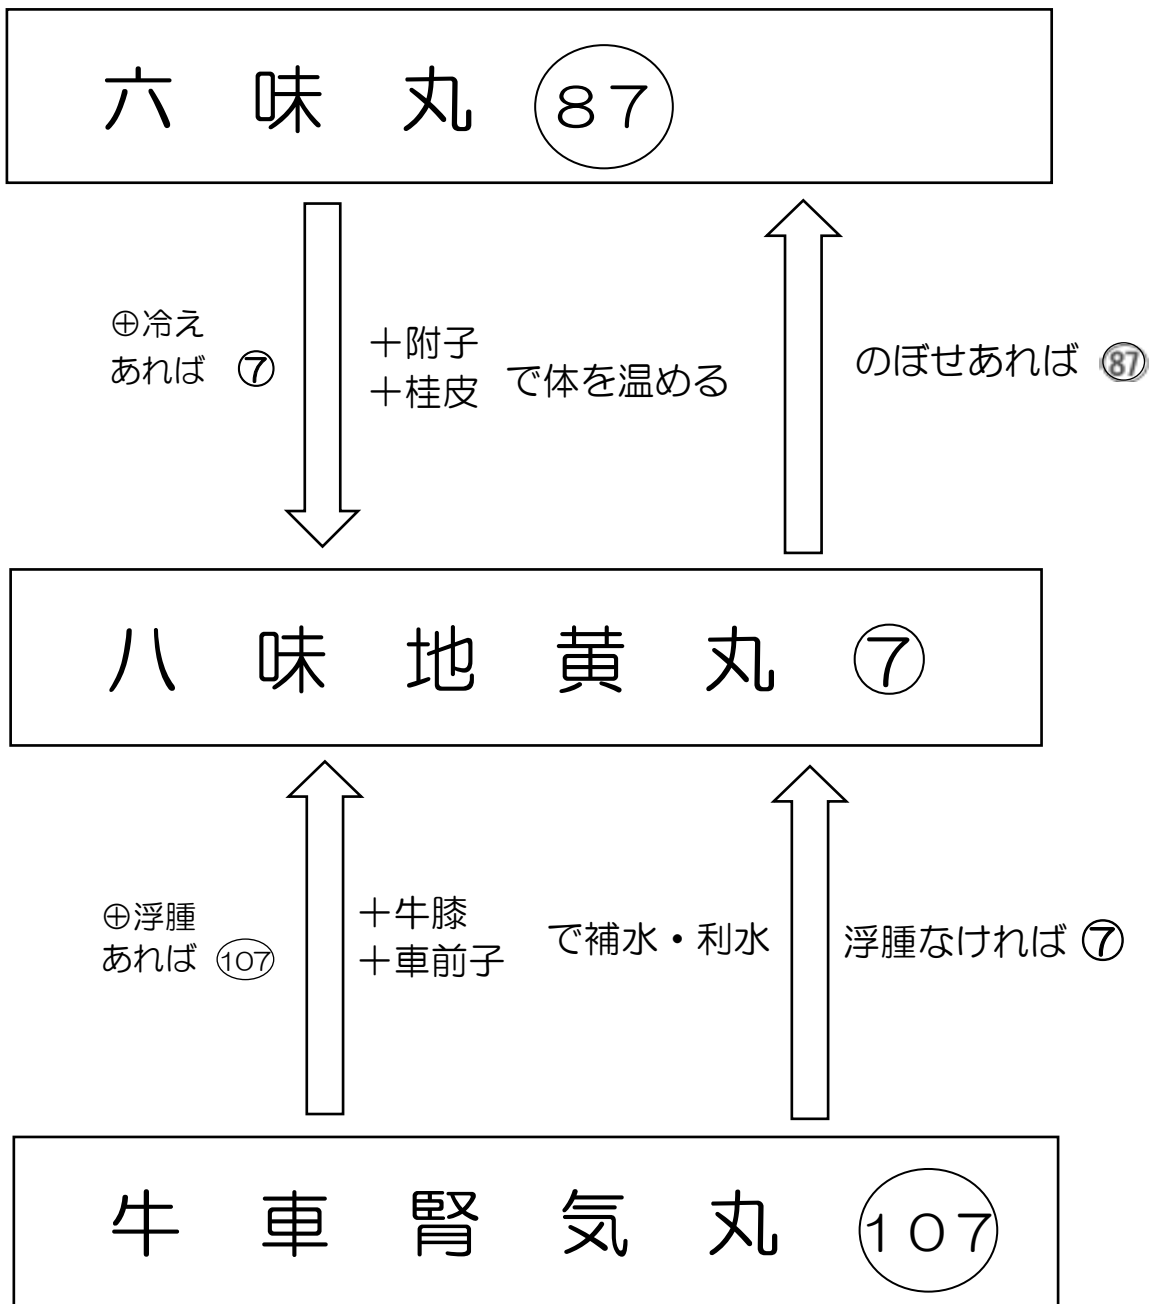 六味丸 87
⊕冷え
あれば ⑦
＋附子
＋桂皮
で体を温める
のぼせあれば 87
八味地黄丸 ⑦
⊕浮腫
あれば 107
＋牛膝
＋車前子
で補水・利水
浮腫なければ ⑦
牛車腎気丸 107